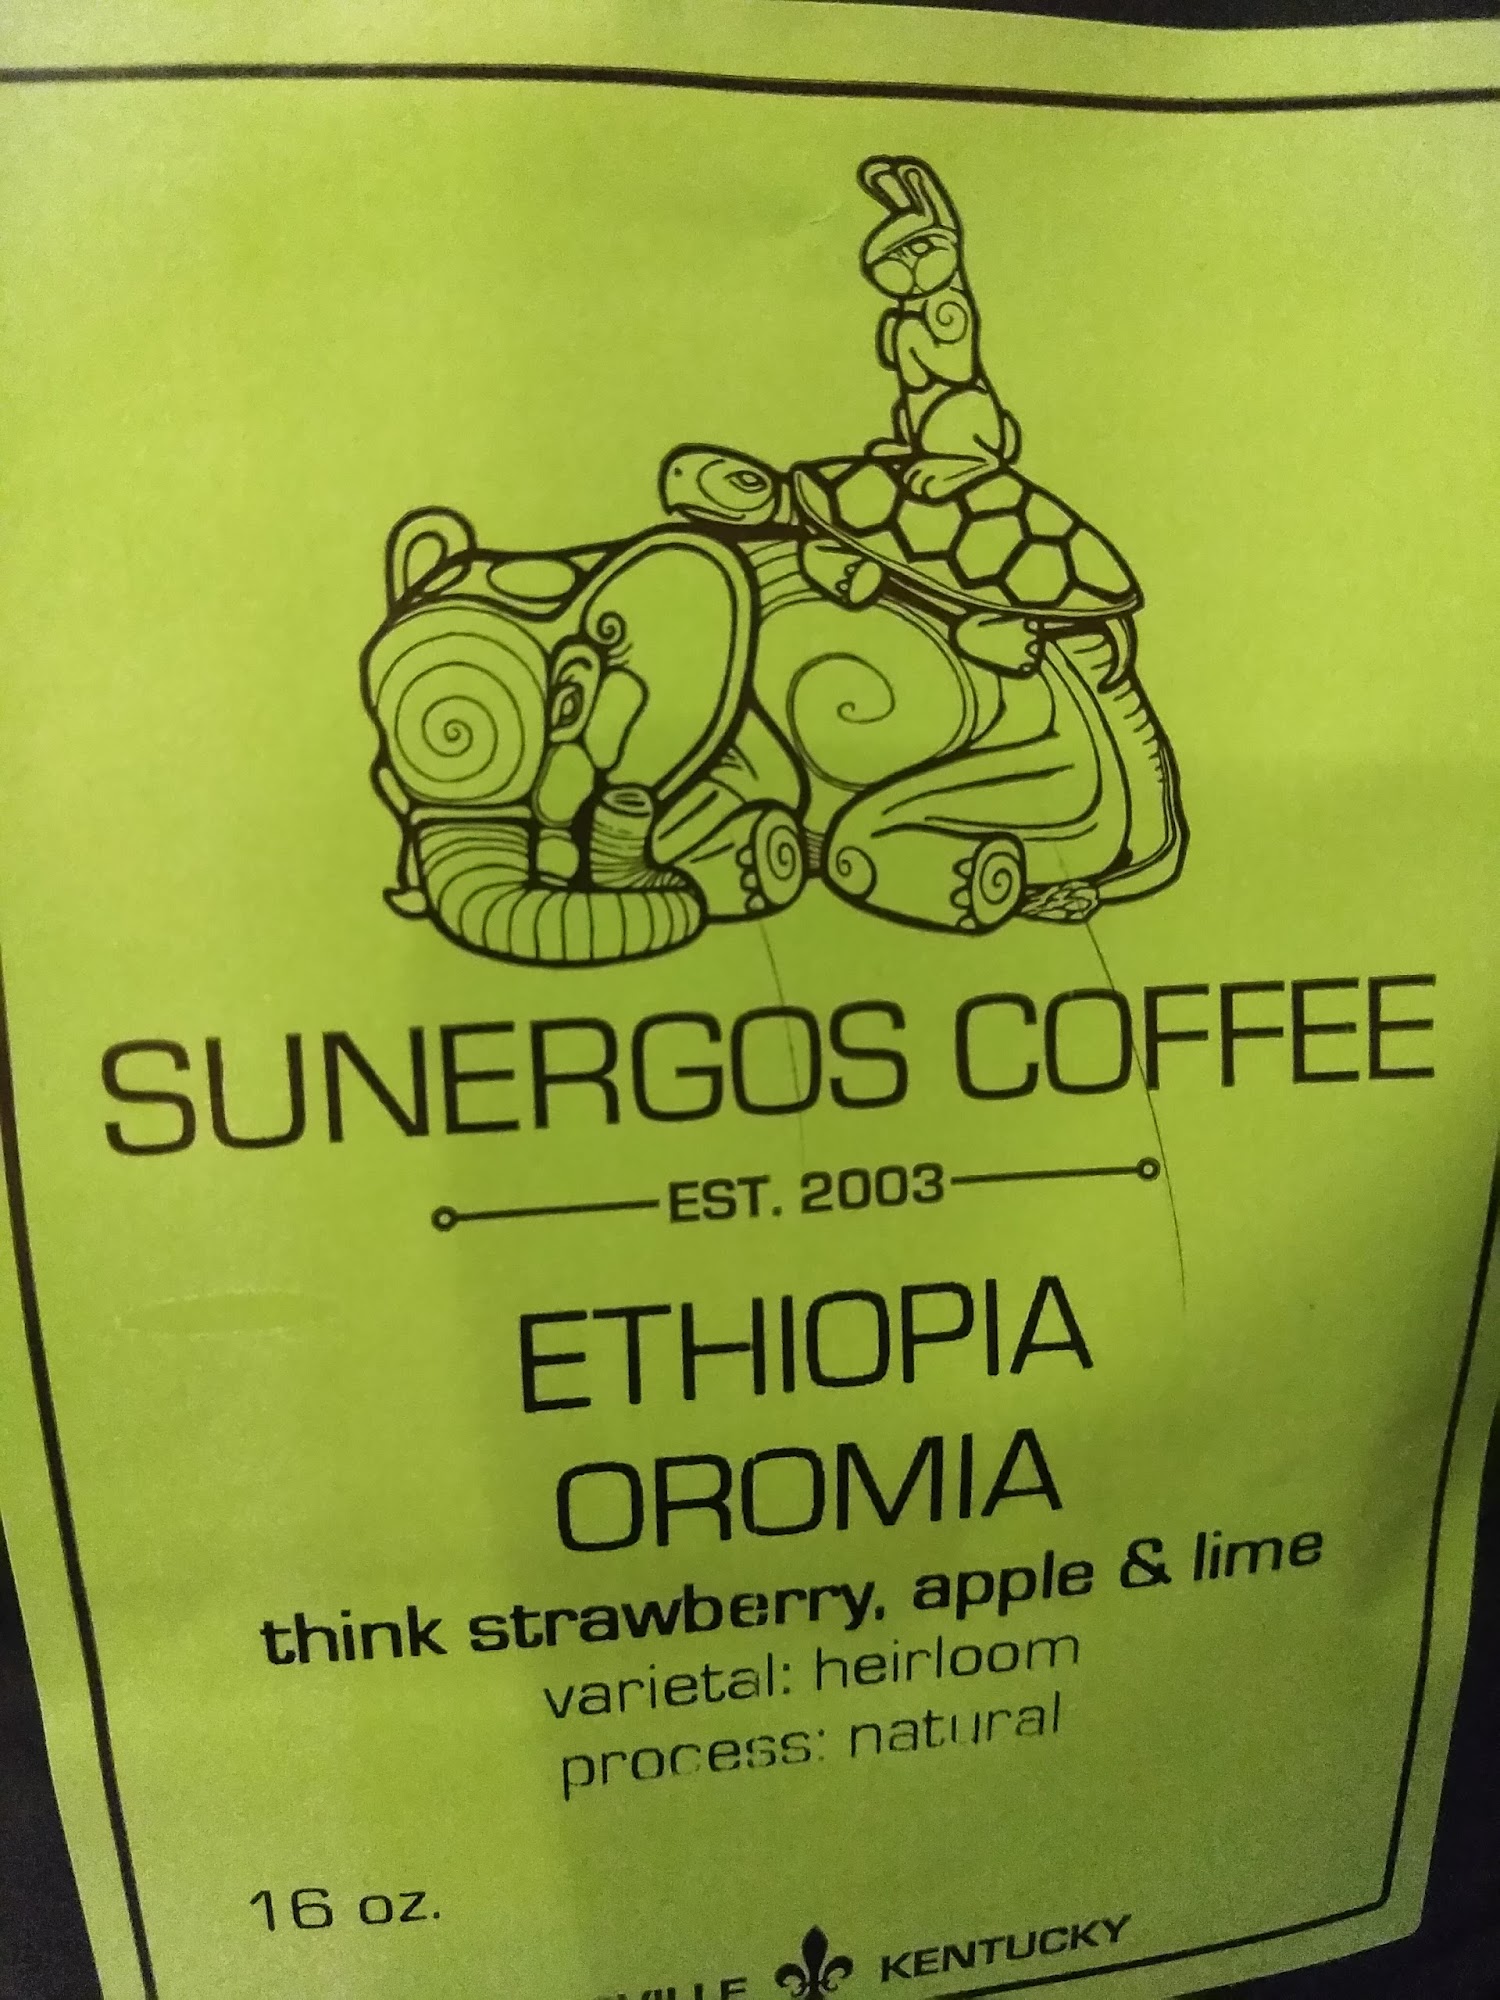 SUNERGOS COFFEE
EST. 2003
ETHIOPIA
OROMIA
think strawberry, apple & lime
varietal: heirloom
process: natural
16 oz.
KENTUCKY